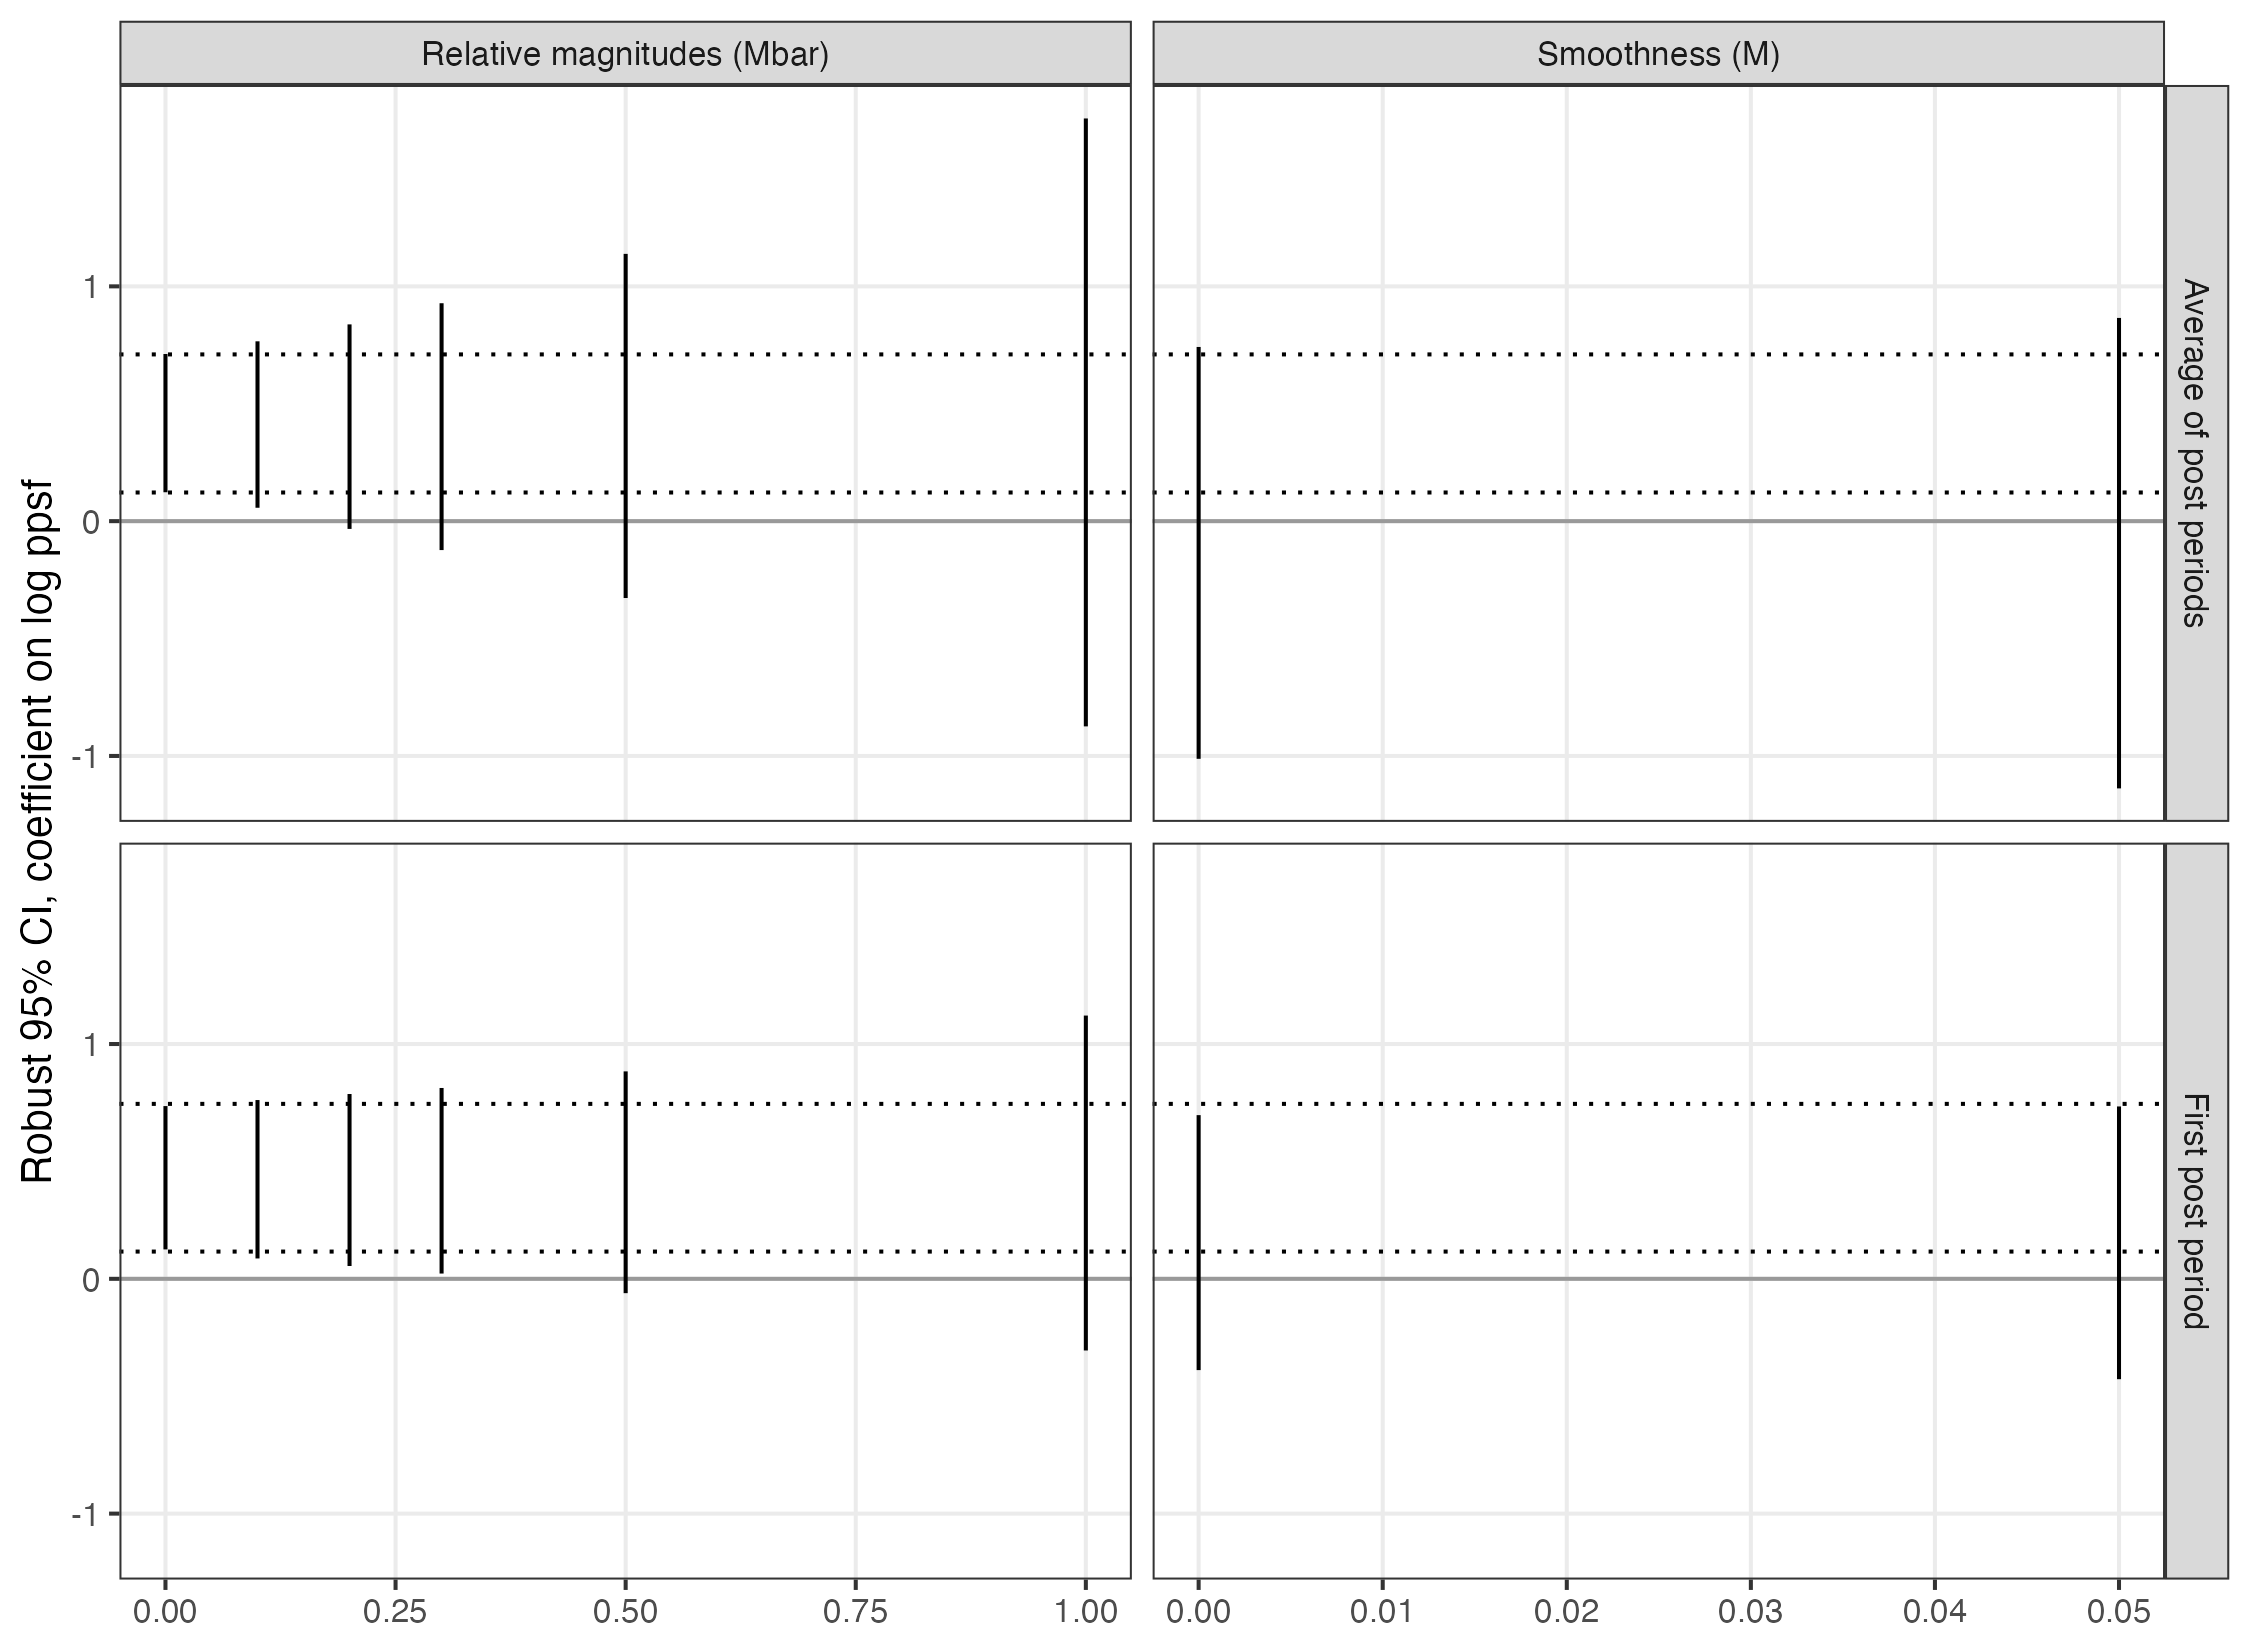 Relative magnitudes (Mbar)
Smoothness (M)
Robust 95% CI, coefficient on log ppsf
1
0
-1
Average of post periods
1
0
-1
First post period
0.00 0.25 0.50 0.75 1.00
0.00 0.01 0.02 0.03 0.04 0.05